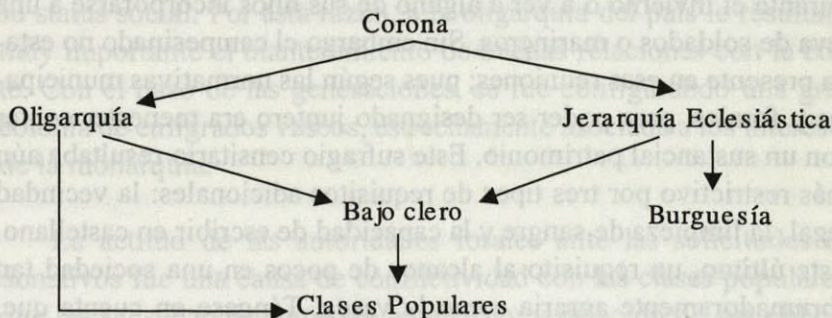 Corona
Oligarquía Jerarquía Eclesiástica
Bajo clero Burguesía
Clases Populares